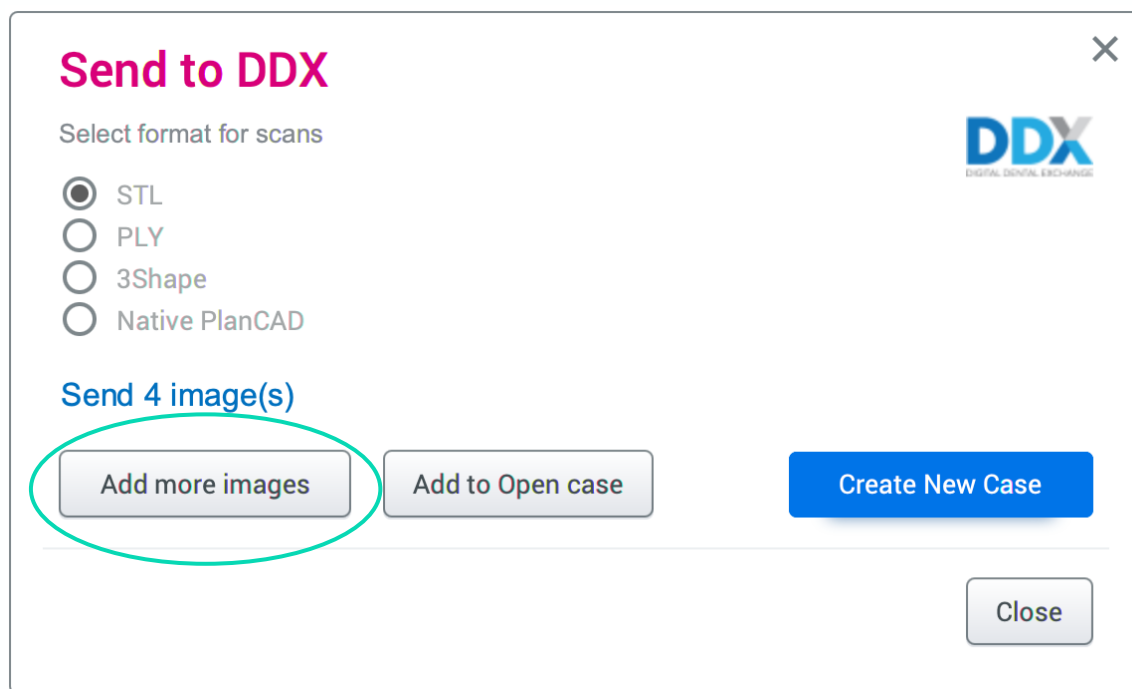 Send to DDX
Select format for scans
DDX
DIGITAL DENTAL EXCHANGE
STL
PLY
3Shape
Native PlanCAD
Send 4 image(s)
Add more images
Add to Open case
Create New Case
Close